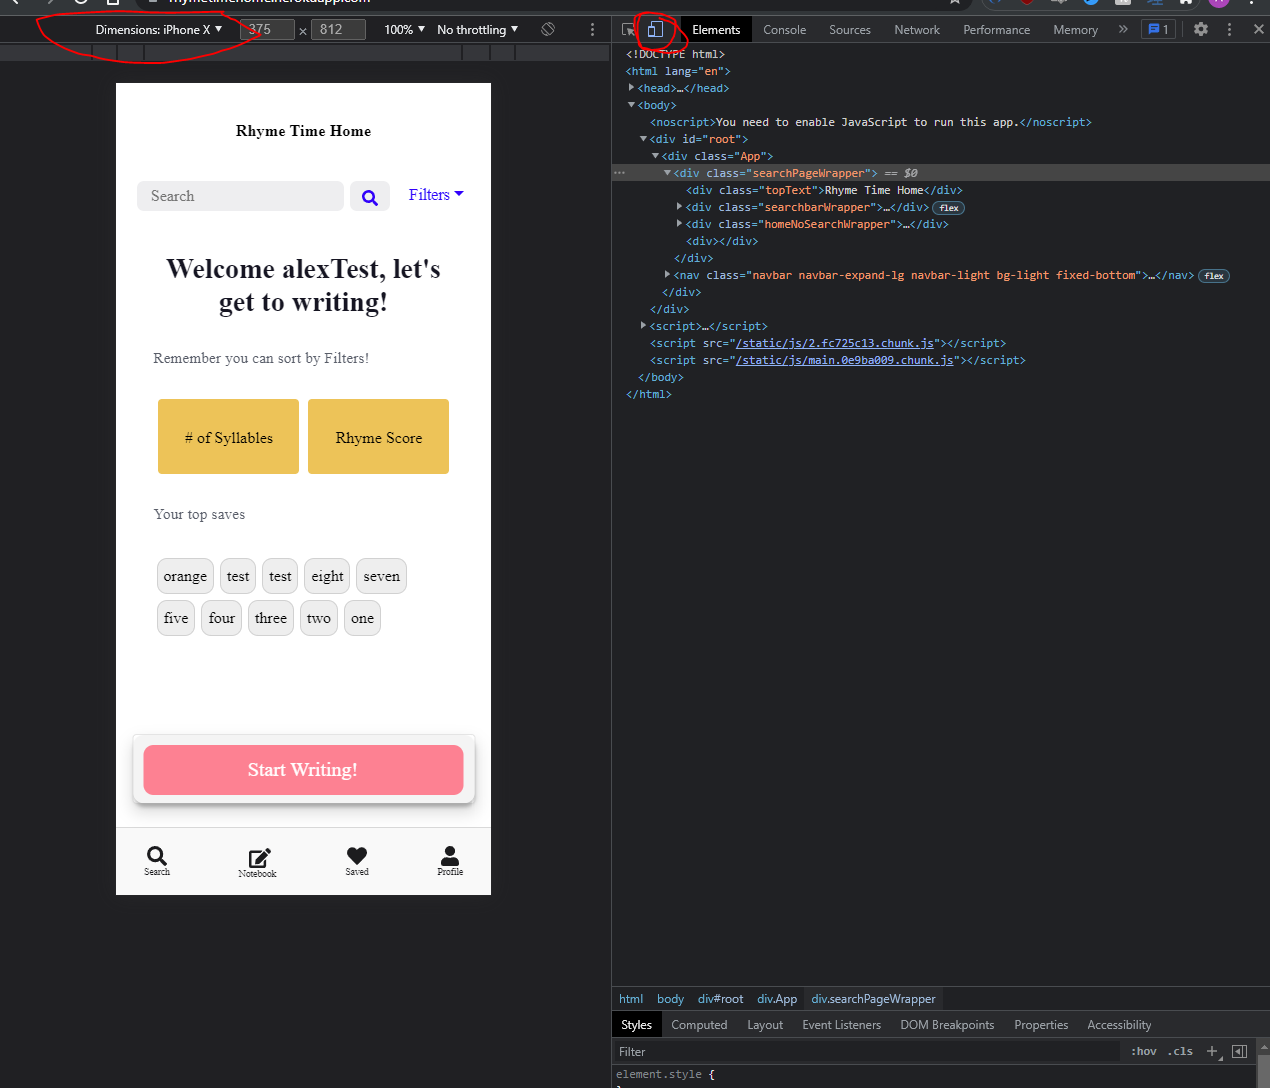 Dimensions: iPhone X ▼ 375 × 812 100% ▼ No throttling ▼
Elements Console Sources Network Performance Memory » 1
Rhyme Time Home
Search Filters
Welcome alexTest, let's
get to writing!
Remember you can sort by Filters!
# of Syllables Rhyme Score
Your top saves
orange test test eight seven
five four three two one
Start Writing!
Search Notebook Saved Profile
<!DOCTYPE html>
<html lang="en">
<head>…</head>
<body>
<noscript>You need to enable JavaScript to run this app.</noscript>
<div id="root">
<div class="App">
<div class="searchPageWrapper"> == $0
<div class="topText">Rhyme Time Home</div>
<div class="searchbarWrapper">…</div> flex
<div class="homeNoSearchWrapper">…</div>
<div></div>
</div>
<nav class="navbar navbar-expand-lg navbar-light bg-light fixed-bottom">…</nav> flex
</div>
</div>
<script>…</script>
<script src="/static/js/2.fc725c13.chunk.js"></script>
<script src="/static/js/main.0e9ba009.chunk.js"></script>
</body>
</html>
html body div#root div.App div.searchPageWrapper
Styles Computed Layout Event Listeners DOM Breakpoints Properties Accessibility
Filter :hov .cls +
element.style {